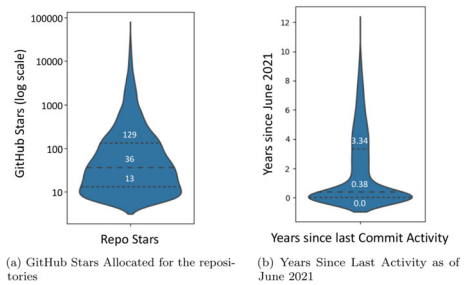 100000
10000
1000
100
10
GitHub Stars (log scale)
129
36
13
Repo Stars
(a) GitHub Stars Allocated for the reposi-
tories
12
10
8
6
4
2
0
Years since June 2021
3.34
0.38
0.0
Years since last Commit Activity
(b) Years Since Last Activity as of
June 2021